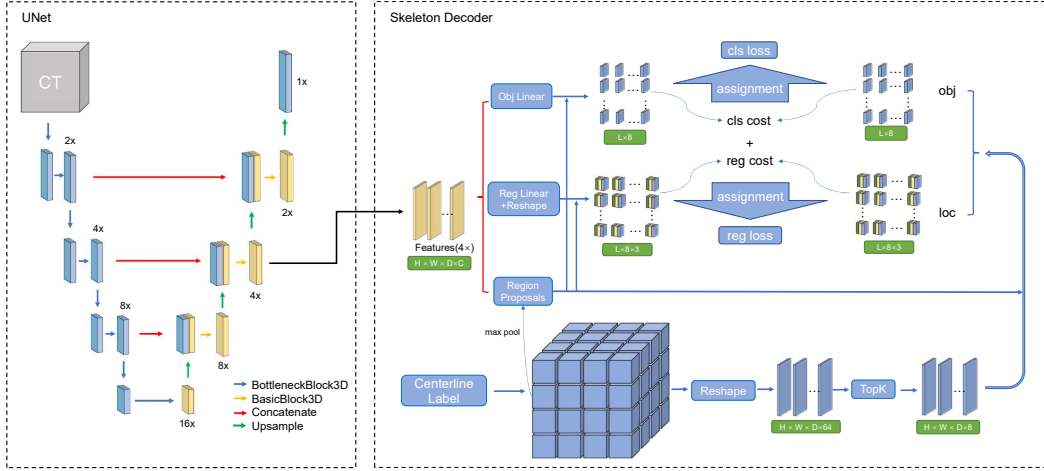 UNet
CT
1x
2x
2x
4x
4x
8x
8x
16x
BottleneckBlock3D
BasicBlock3D
Concatenate
Upsample
Skeleton Decoder
Features(4×)
H × W × D×C
Obj Linear
Reg Linear
+Reshape
Region
Proposals
max pool
L×8
L×8×3
cls loss
assignment
cls cost
+
reg cost
assignment
reg loss
L×8
L×8×3
obj
loc
Centerline
Label
Reshape
H × W × D×64
TopK
H × W × D×8